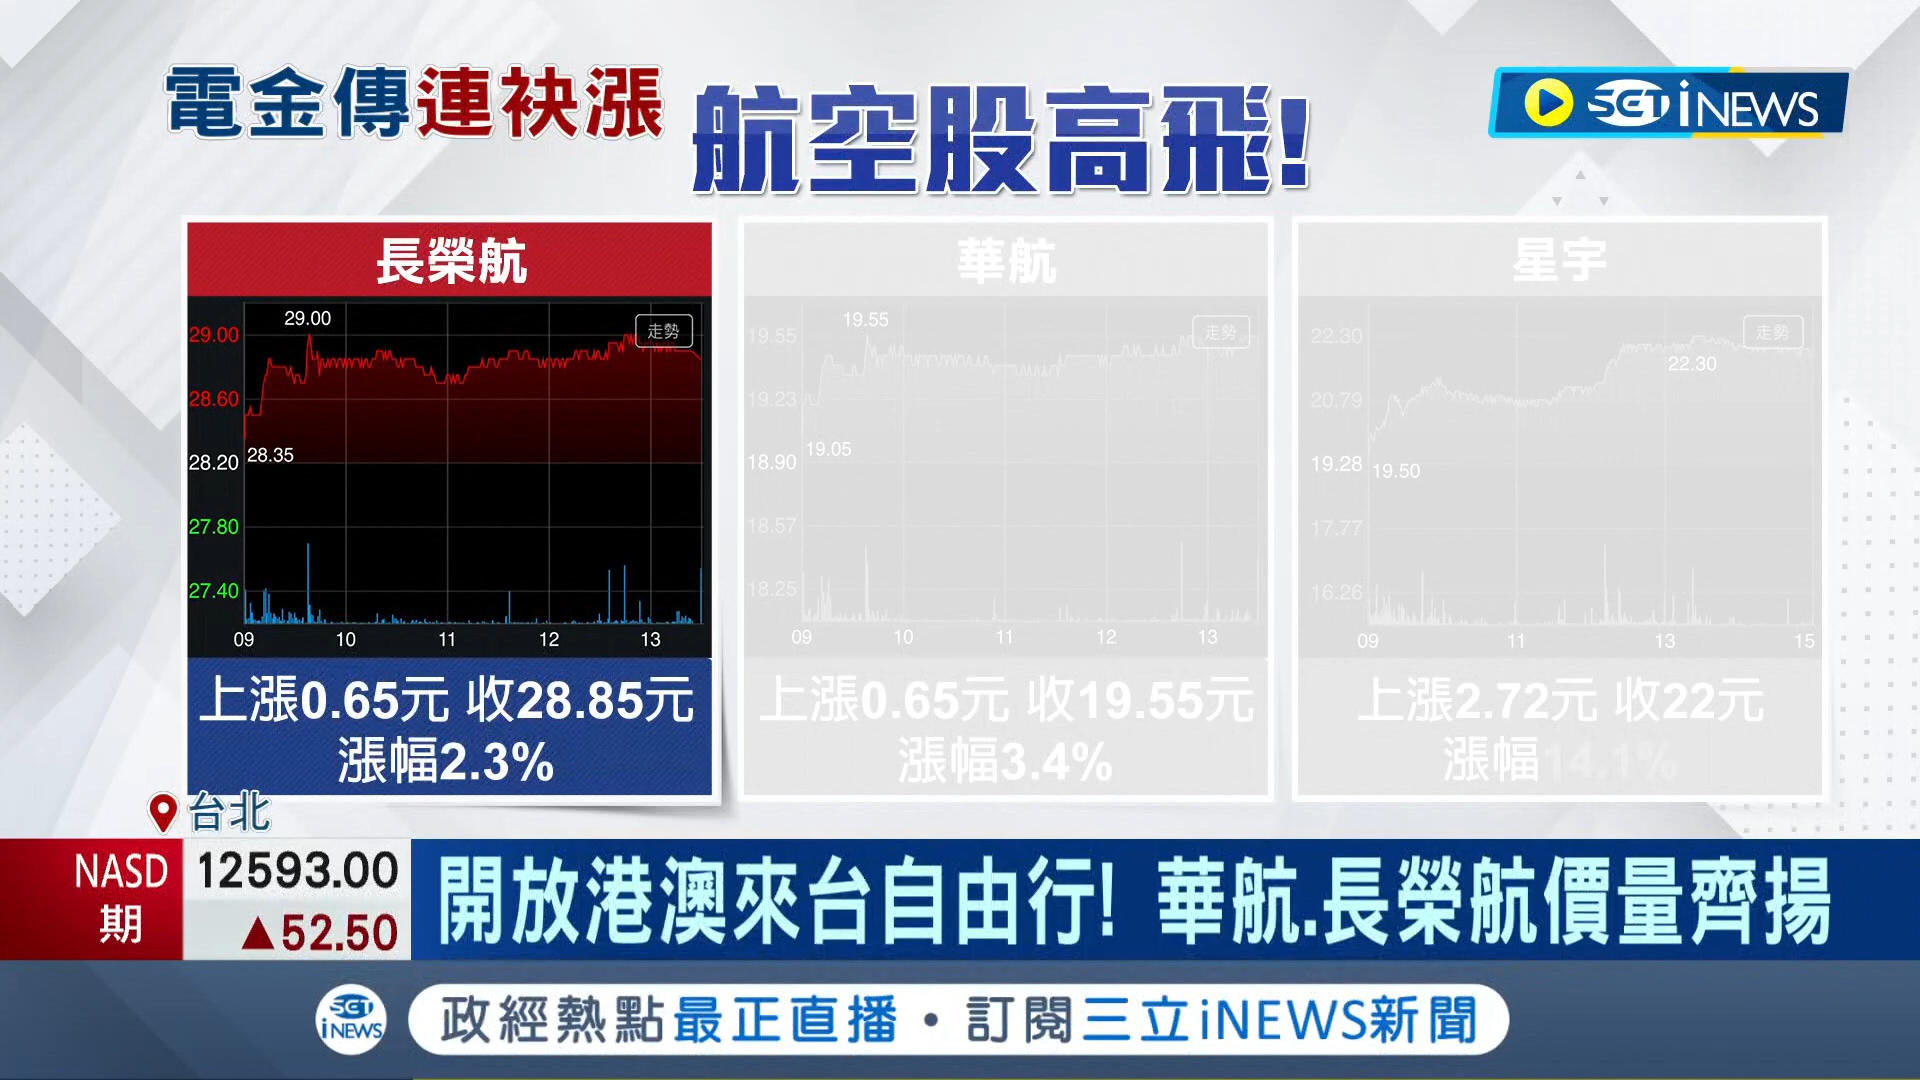 電金傳連袂漲
航空股高飛!
SET iNEWS
長榮航
29.00
走勢
29.00
28.60
28.35
28.20
27.80
27.40
09 10 11 12 13
上漲0.65元 收28.85元
漲幅2.3%
華航
19.55
走勢
19.55
19.23
19.05
18.90
18.57
18.25
09 10 11 12 13
上漲0.65元 收19.55元
漲幅3.4%
星宇
走勢
22.30
22.30
20.79
19.28
19.50
17.77
16.26
09 11 13 15
上漲2.72元 收22元
漲幅14.1%
台北
NASD期
12593.00
▲52.50
開放港澳來台自由行! 華航.長榮航價量齊揚
SET iNEWS
政經熱點最正直播・訂閱三立iNEWS新聞